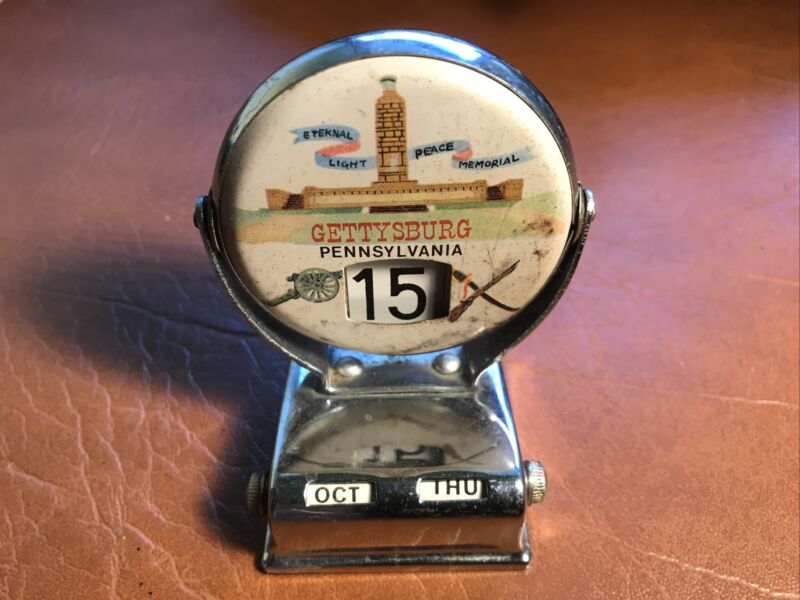 ETERNAL
LIGHT
PEACE
MEMORIAL
GETTYSBURG
PENNSYLVANIA
15
OCT
THU